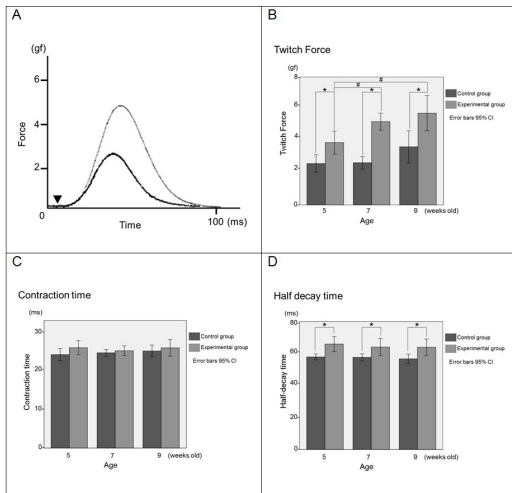 A
(gf)
6
4
2
0
Force
Time
100 (ms)
B
Twitch Force
(gf)
8
6
4
2
0
Twitch Force
* * *
# #
Control group
Experimental group
Error bars 95% CI
5 7 9 (weeks old)
Age
C
Contraction time
(ms)
30
20
10
0
Contraction time
Control group
Experimental group
Error bars 95% CI
5 7 9 (weeks old)
Age
D
Half decay time
(ms)
80
60
40
20
0
Half-decay time
* * *
Control group
Experimental group
Error bars 95% CI
5 7 9 (weeks old)
Age